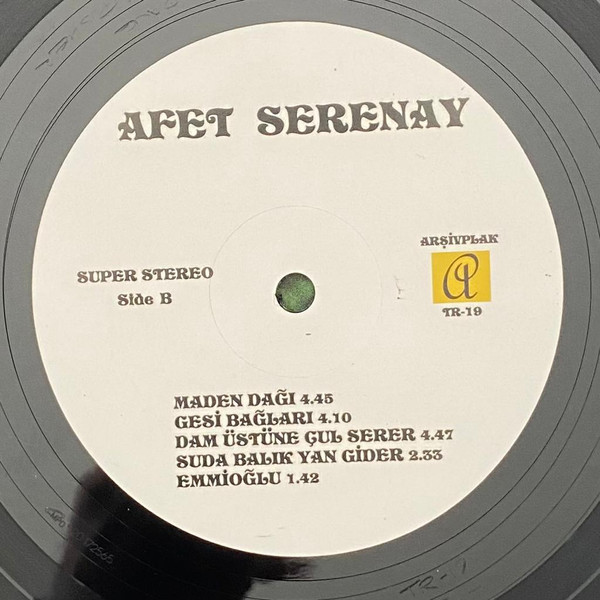 AFET SERENAY
ARŞİVPLAK
TR-19
SUPER STEREO
Side B
MADEN DAĞI 4.45
GESİ BAĞLARI 4.10
DAM ÜSTÜNE ÇUL SERER 4.47
SUDA BALIK YAN GİDER 2.33
EMMİOĞLU 1.42